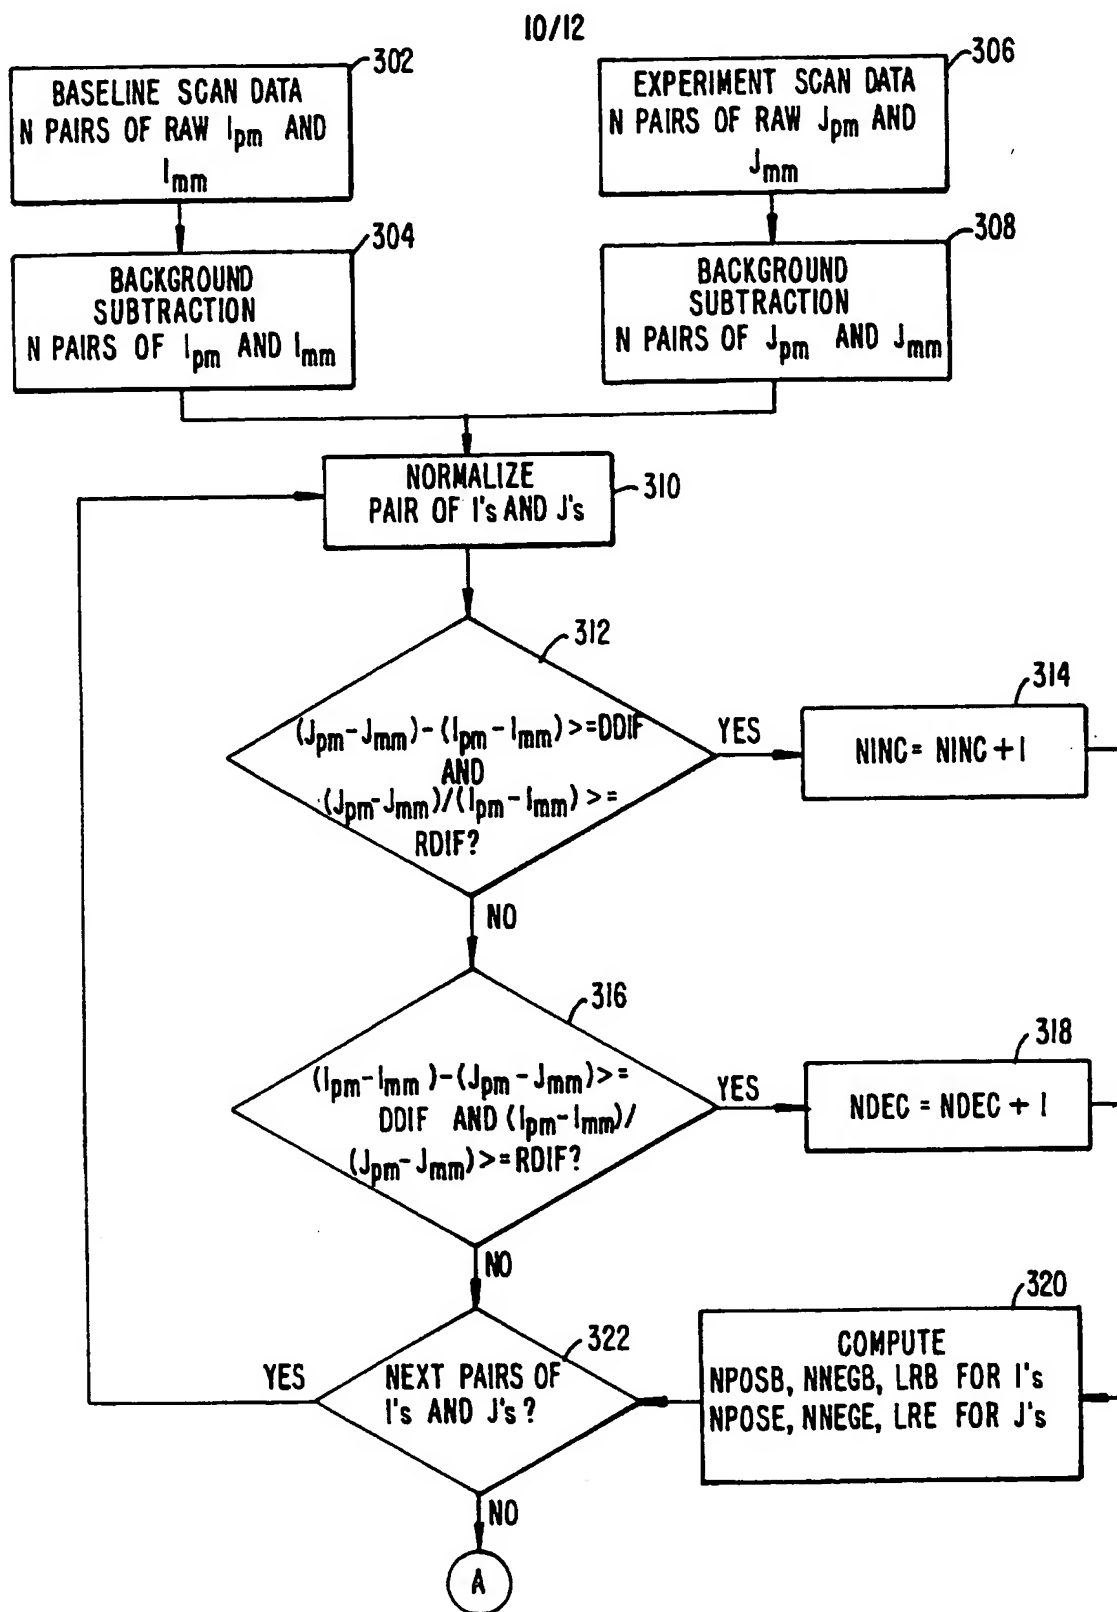 10/12
302
BASELINE SCAN DATA
N PAIRS OF RAW Ipm AND
Imm
306
EXPERIMENT SCAN DATA
N PAIRS OF RAW Jpm AND
Jmm
304
BACKGROUND
SUBTRACTION
N PAIRS OF Ipm AND Imm
308
BACKGROUND
SUBTRACTION
N PAIRS OF Jpm AND Jmm
NORMALIZE
PAIR OF I's AND J's
310
312
(Jpm-Jmm)-(Ipm-Imm)>=DDIF
AND
(Jpm-Jmm)/(Ipm-Imm)>=
RDIF?
YES
314
NINC= NINC+1
NO
316
(Ipm-Imm)-(Jpm-Jmm)>=
DDIF AND (Ipm-Imm)/
(Jpm-Jmm)>=RDIF?
YES
318
NDEC = NDEC + 1
NO
322
NEXT PAIRS OF
I's AND J's?
YES
320
COMPUTE
NPOSB, NNEGB, LRB FOR I's
NPOSE, NNEGE, LRE FOR J's
NO
A